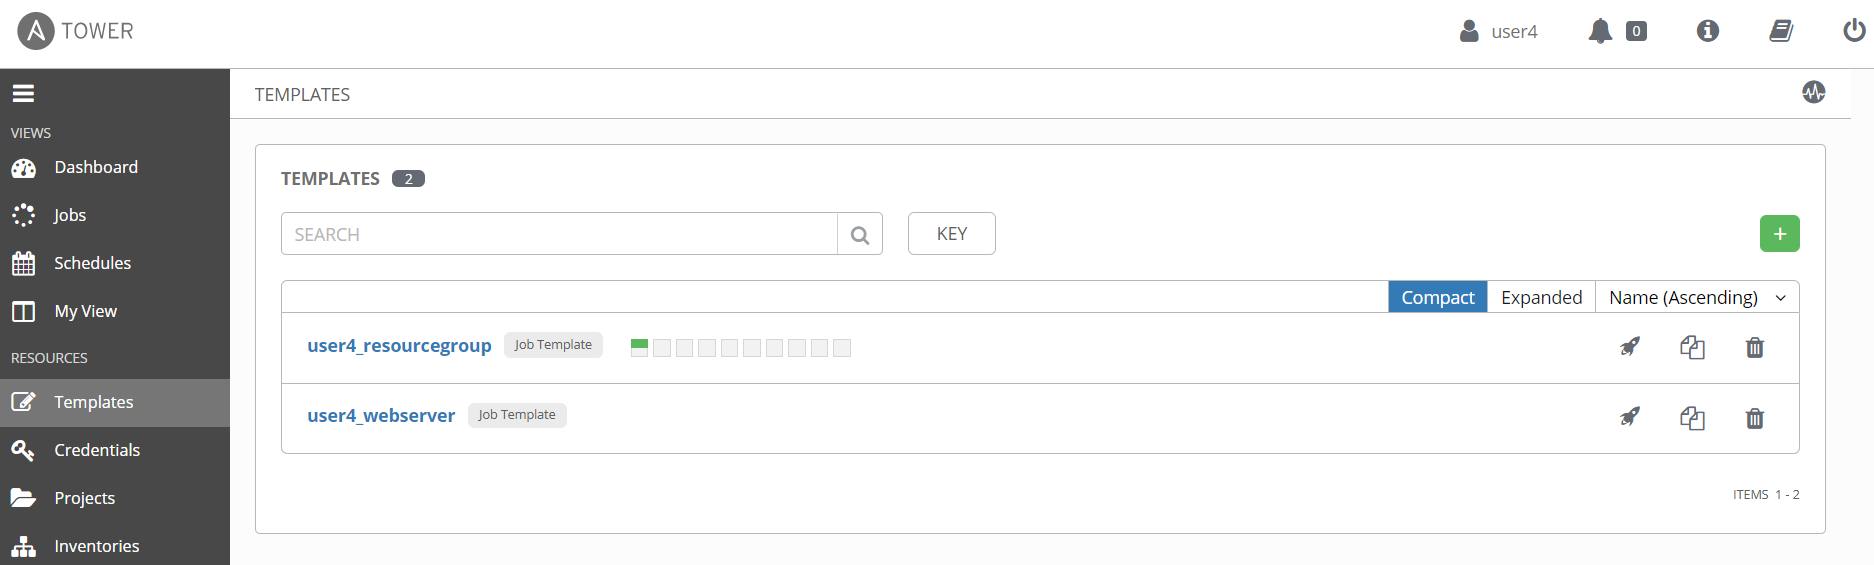 TOWER
user4
0
VIEWS
Dashboard
Jobs
Schedules
My View
RESOURCES
Templates
Credentials
Projects
Inventories
TEMPLATES
TEMPLATES 2
SEARCH
KEY
+
Compact Expanded Name (Ascending)
user4_resourcegroup Job Template
user4_webserver Job Template
ITEMS 1 - 2